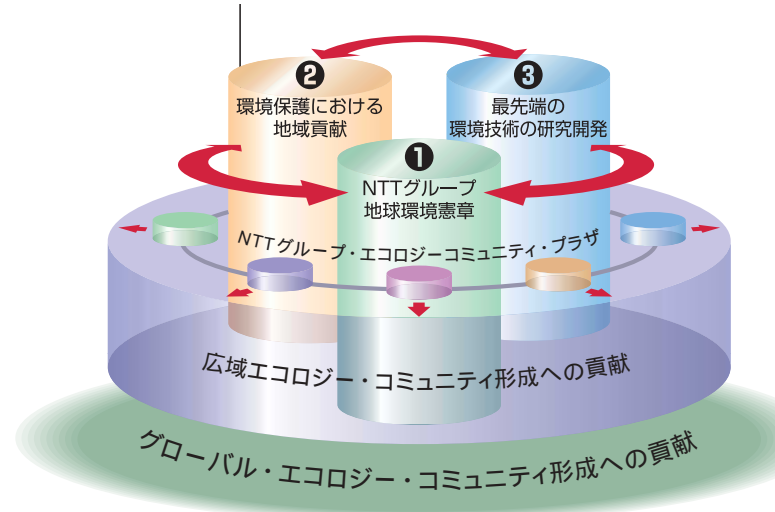 ❷
環境保護における
地域貢献
❸
最先端の
環境技術の研究開発
❶
NTTグループ
地球環境憲章
NTTグループ・エコロジーコミュニティ・プラザ
広域エコロジー・コミュニティ形成への貢献
グローバル・エコロジー・コミュニティ形成への貢献